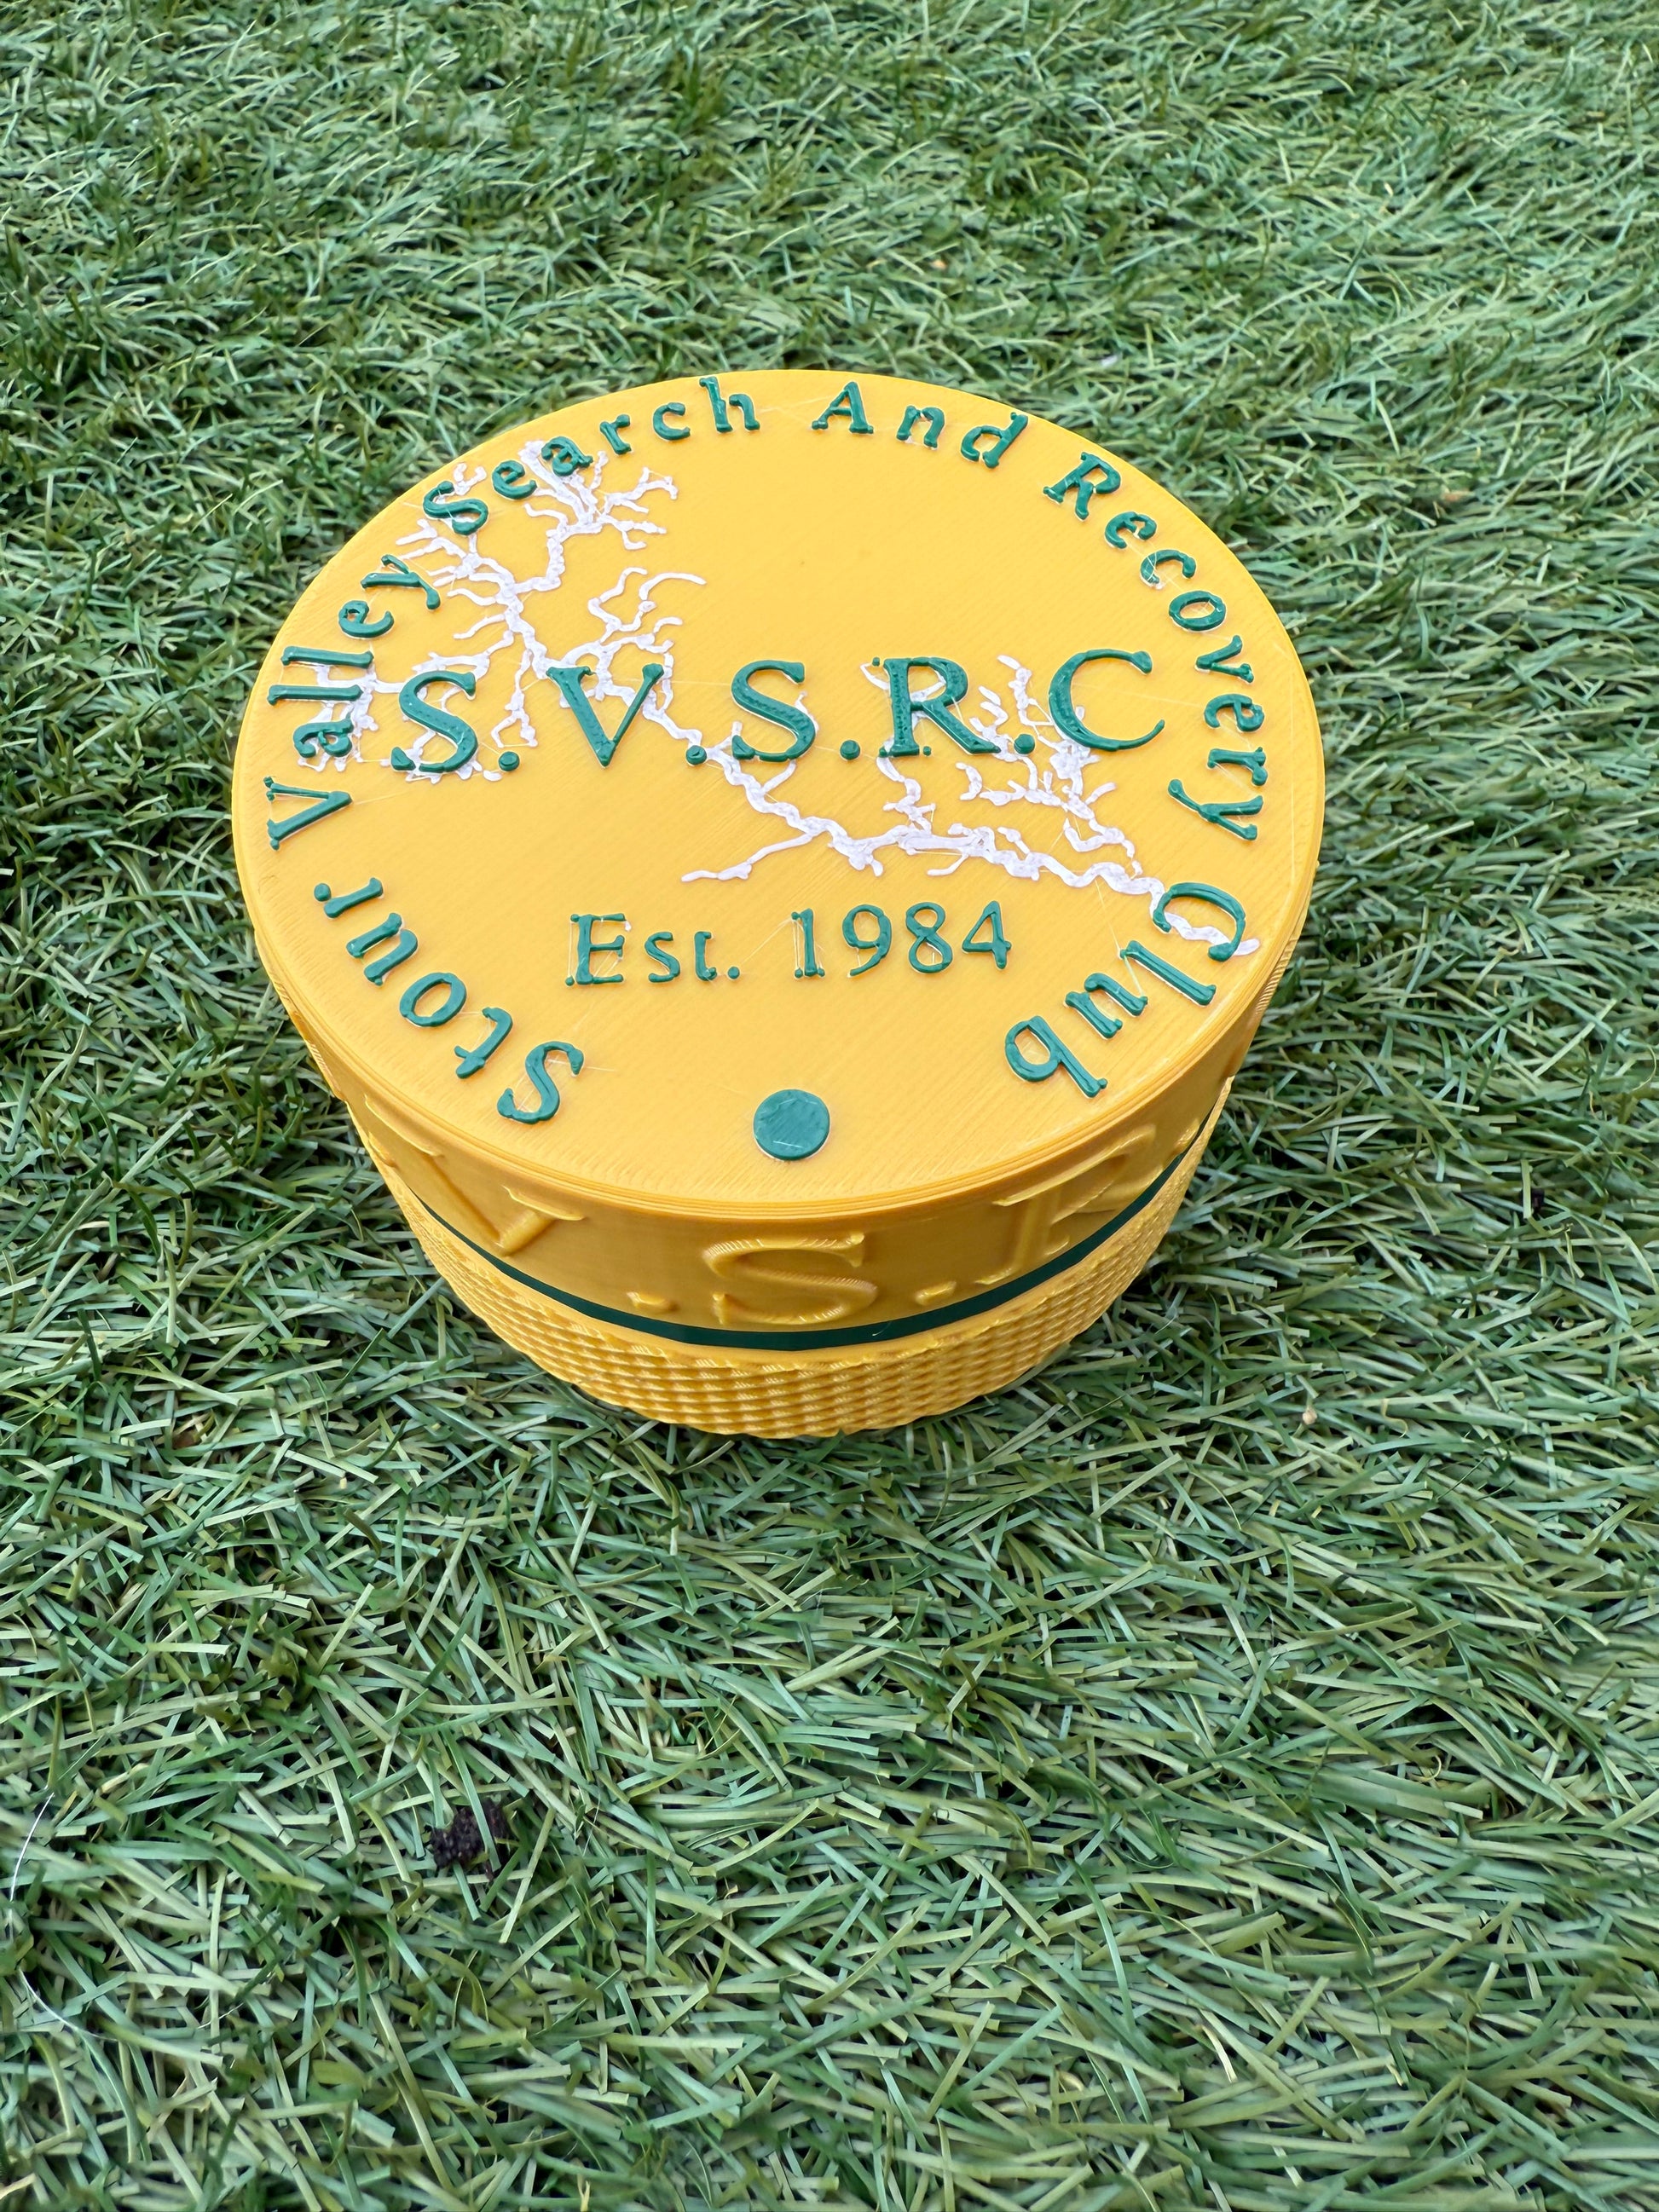 Stour Valley Search And Recovery Club
S.V.S.R.C
Est. 1984
V.S.R